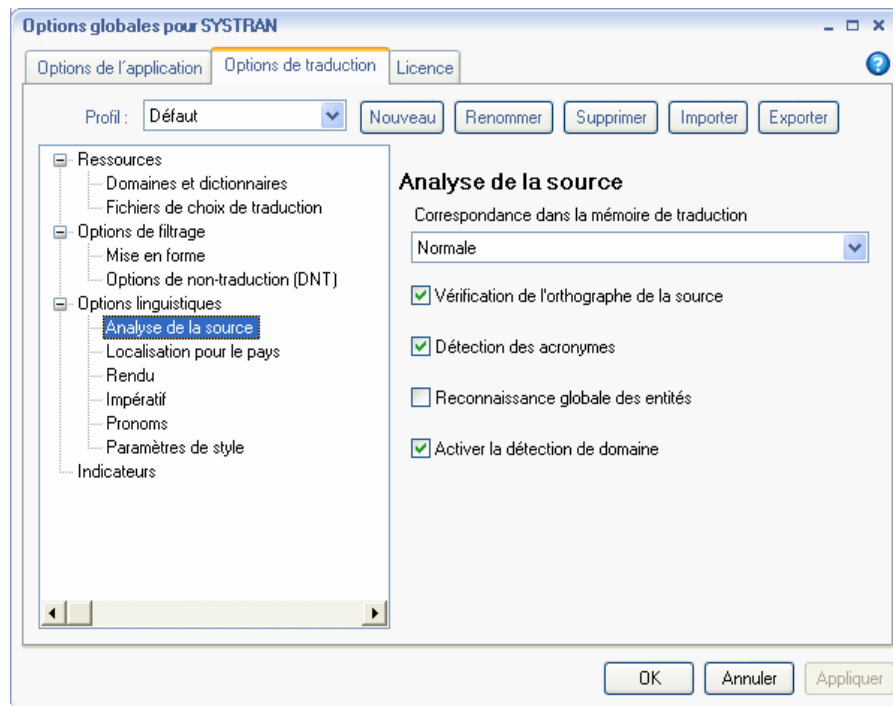 Options globales pour SYSTRAN
Options de l'application Options de traduction Licence
Profil : Défaut Nouveau Renommer Supprimer Importer Exporter
Ressources
Domaines et dictionnaires
Fichiers de choix de traduction
Options de filtrage
Mise en forme
Options de non-traduction (DNT)
Options linguistiques
Analyse de la source
Localisation pour le pays
Rendu
Impératif
Pronoms
Paramètres de style
Indicateurs
Analyse de la source
Correspondance dans la mémoire de traduction
Normale
Vérification de l'orthographe de la source
Détection des acronymes
Reconnaissance globale des entités
Activer la détection de domaine
OK Annuler Appliquer